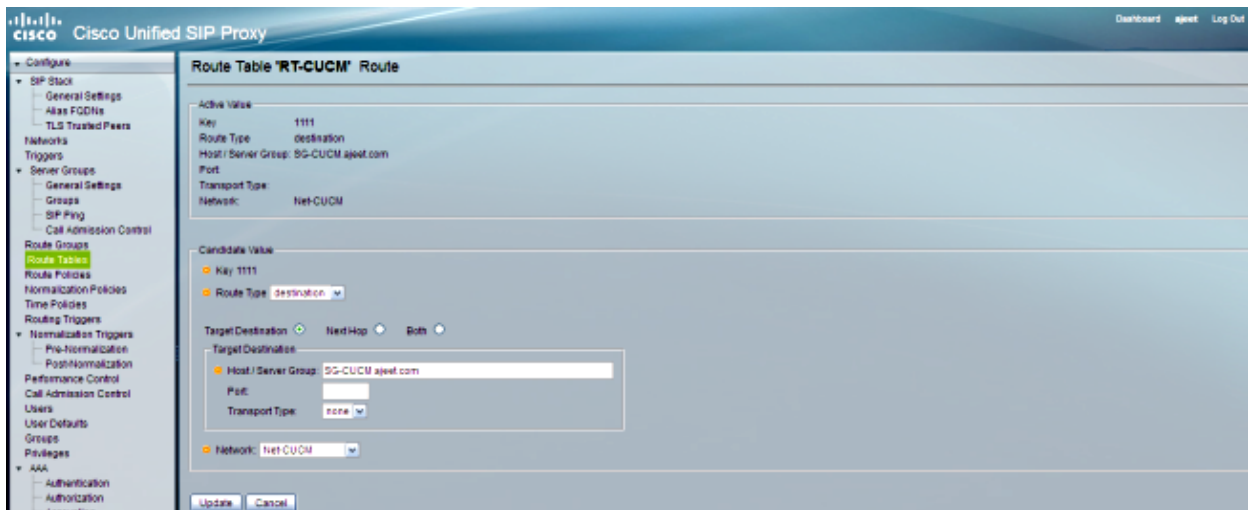 CISCO Cisco Unified SIP Proxy
Dashboard ajeet Log Out
Configure
SIP Stack
General Settings
Alias FQDNs
TLS Trusted Peers
Networks
Triggers
Server Groups
General Settings
Groups
SIP Ping
Call Admission Control
Route Groups
Route Tables
Route Policies
Normalization Policies
Time Policies
Routing Triggers
Normalization Triggers
Pre-Normalization
Post-Normalization
Performance Control
Call Admission Control
Users
User Defaults
Groups
Privileges
AAA
Authentication
Authorization
Route Table 'RT-CUCM' Route
Active Value
Key 1111
Route Type destination
Host / Server Group: SG-CUCM.ajeet.com
Port
Transport Type:
Network: Net-CUCM
Candidate Value
Key 1111
Route Type destination
Target Destination Next Hop Both
Target Destination
Host / Server Group: SG-CUCM.ajeet.com
Port:
Transport Type: none
Network: Net-CUCM
Update Cancel